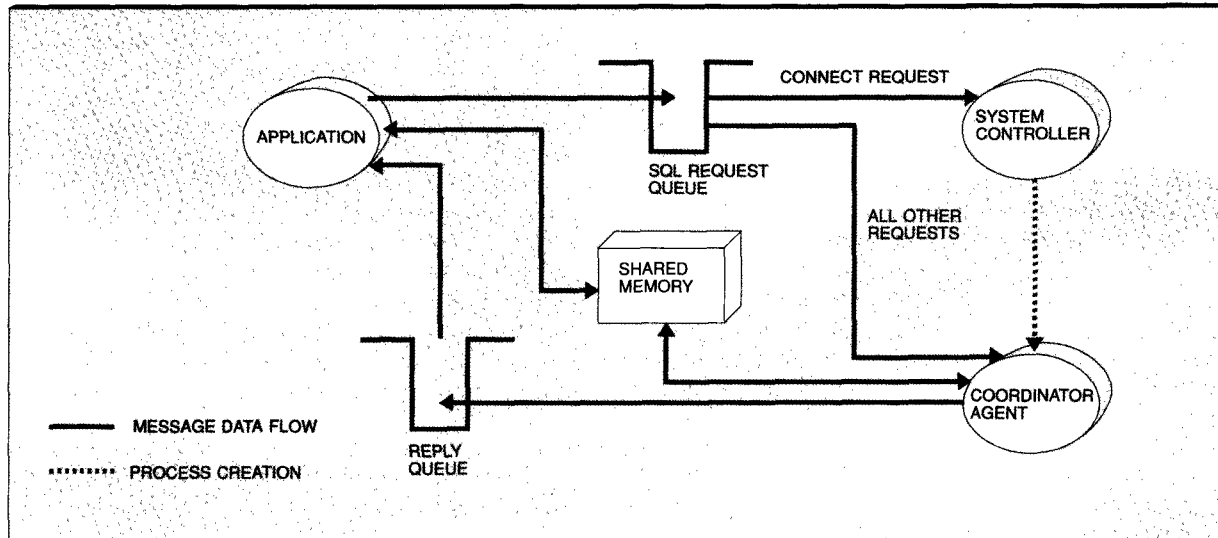 CONNECT REQUEST
APPLICATION
SYSTEM
CONTROLLER
SQL REQUEST
QUEUE
ALL OTHER
REQUESTS
SHARED
MEMORY
COORDINATOR
AGENT
MESSAGE DATA FLOW
REPLY
QUEUE
PROCESS CREATION